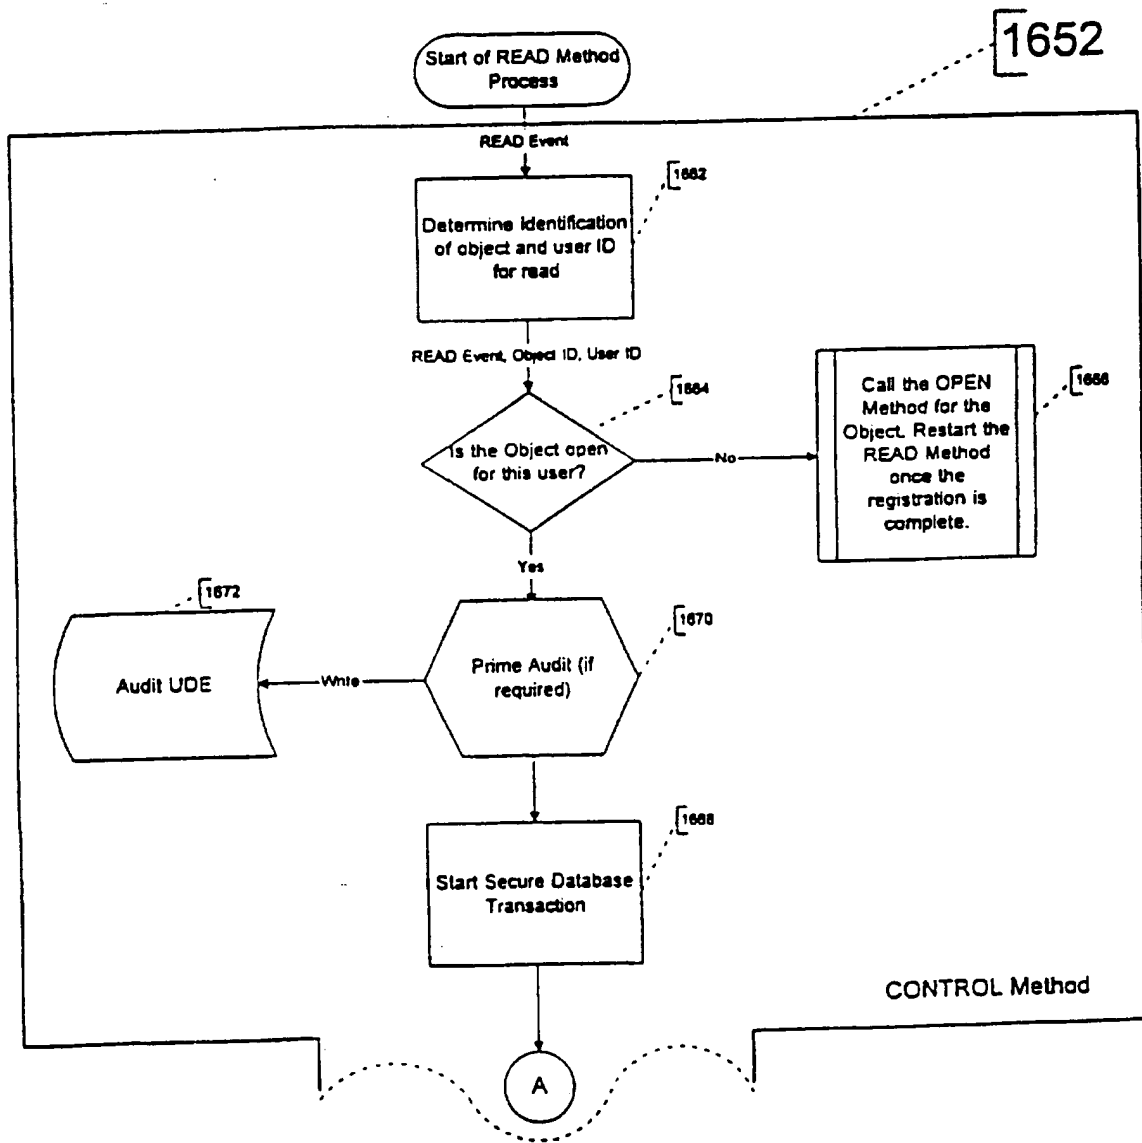 1652
Start of READ Method
Process
READ Event
1662
Determine Identification
of object and user ID
for read
READ Event, Object ID, User ID
1664
Is the Object open
for this user?
No
1666
Call the OPEN
Method for the
Object. Restart the
READ Method
once the
registration is
complete.
Yes
1672
Audit UDE
Write
1670
Prime Audit (if
required)
1668
Start Secure Database
Transaction
CONTROL Method
A